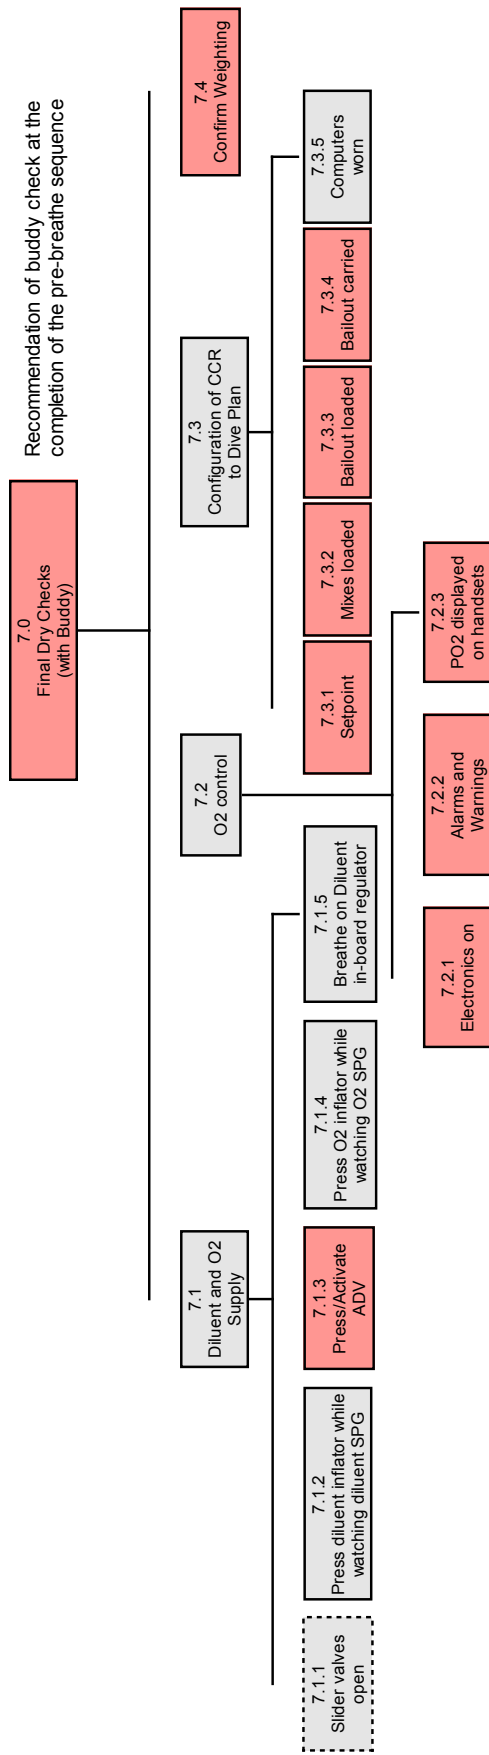 7.0
Final Dry Checks
(with Buddy)
Recommendation of buddy check at the
completion of the pre-breathe sequence
7.1
Diluent and O2
Supply
7.2
O2 control
7.3
Configuration of CCR
to Dive Plan
7.4
Confirm Weighting
7.1.1
Slider valves
open
7.1.2
Press diluent inflator while
watching diluent SPG
7.1.3
Press/Activate
ADV
7.1.4
Press O2 inflator while
watching O2 SPG
7.1.5
Breathe on Diluent
in-board regulator
7.3.1
Setpoint
7.3.2
Mixes loaded
7.3.3
Bailout loaded
7.3.4
Bailout carried
7.3.5
Computers
worn
7.2.1
Electronics on
7.2.2
Alarms and
Warnings
7.2.3
PO2 displayed
on handsets